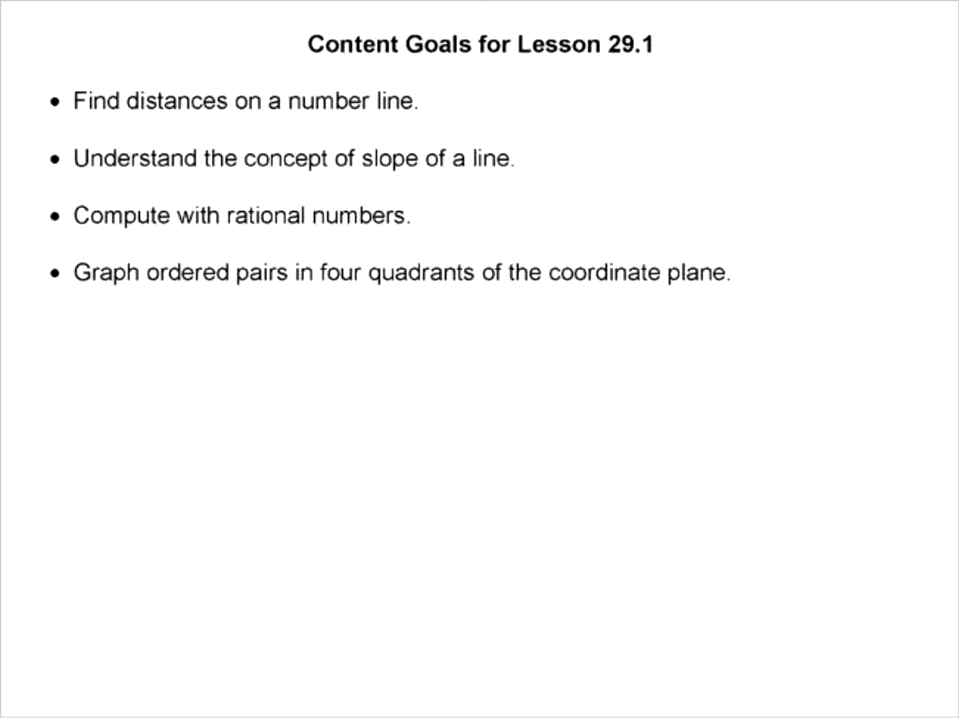 Content Goals for Lesson 29.1
• Find distances on a number line.
• Understand the concept of slope of a line.
• Compute with rational numbers.
• Graph ordered pairs in four quadrants of the coordinate plane.